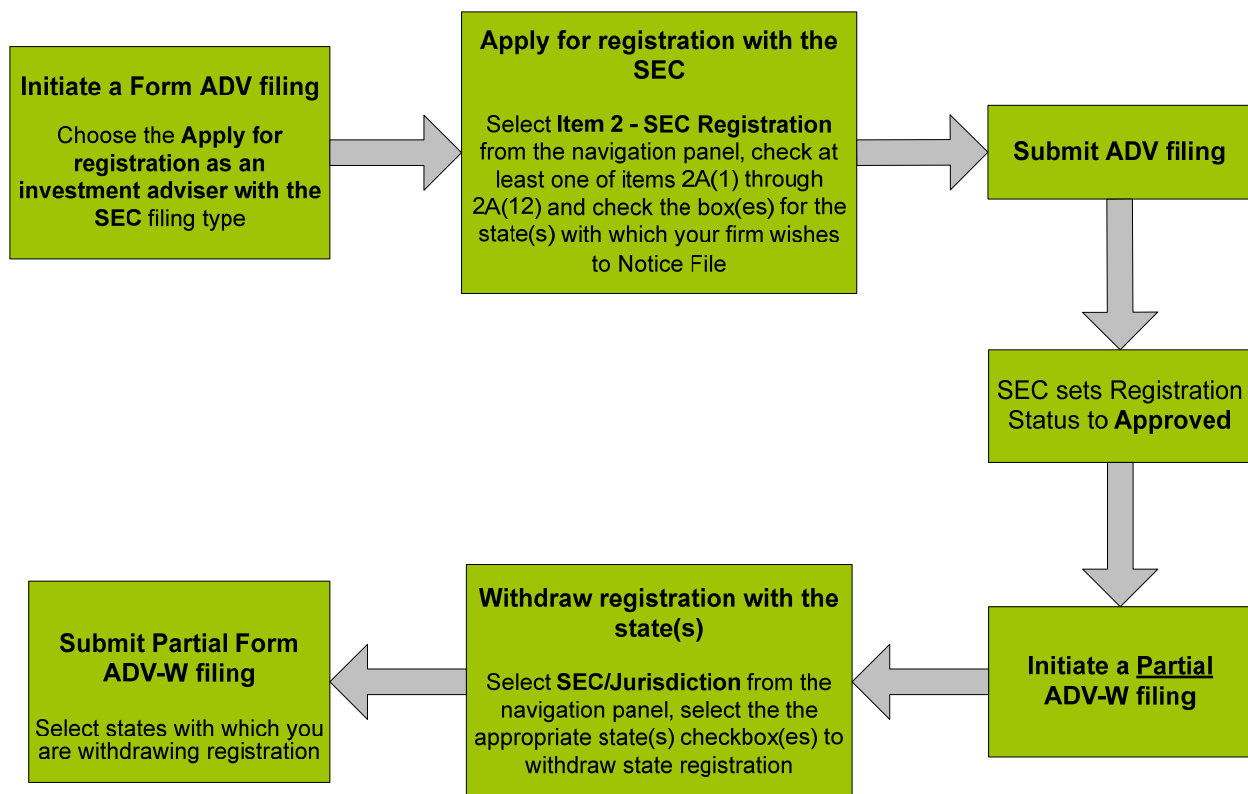 Initiate a Form ADV filing
Choose the Apply for
registration as an
investment adviser with the
SEC filing type
Apply for registration with the
SEC
Select Item 2 - SEC Registration
from the navigation panel, check at
least one of items 2A(1) through
2A(12) and check the box(es) for the
state(s) with which your firm wishes
to Notice File
Submit ADV filing
SEC sets Registration
Status to Approved
Initiate a Partial
ADV-W filing
Withdraw registration with the
state(s)
Select SEC/Jurisdiction from the
navigation panel, select the the
appropriate state(s) checkbox(es) to
withdraw state registration
Submit Partial Form
ADV-W filing
Select states with which you
are withdrawing registration